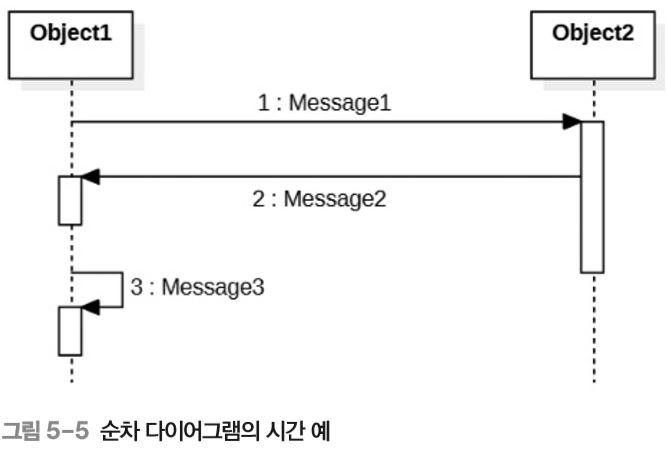 Object1 Object2
1 : Message1
2 : Message2
3 : Message3
그림 5-5 순차 다이어그램의 시간 예